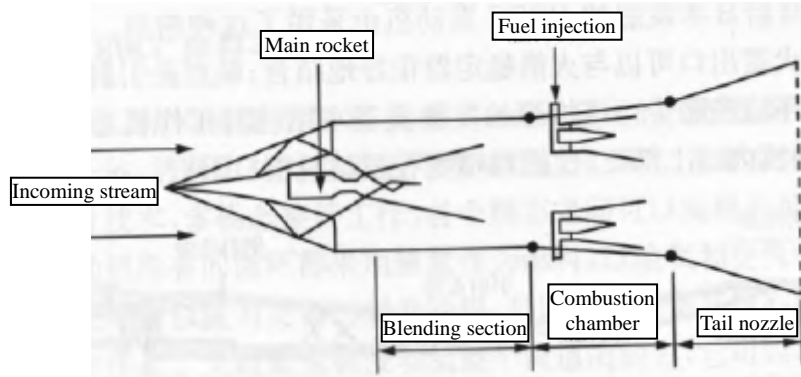 Fuel injection
Main rocket
Incoming stream
Blending section
Combustion
chamber
Tail nozzle